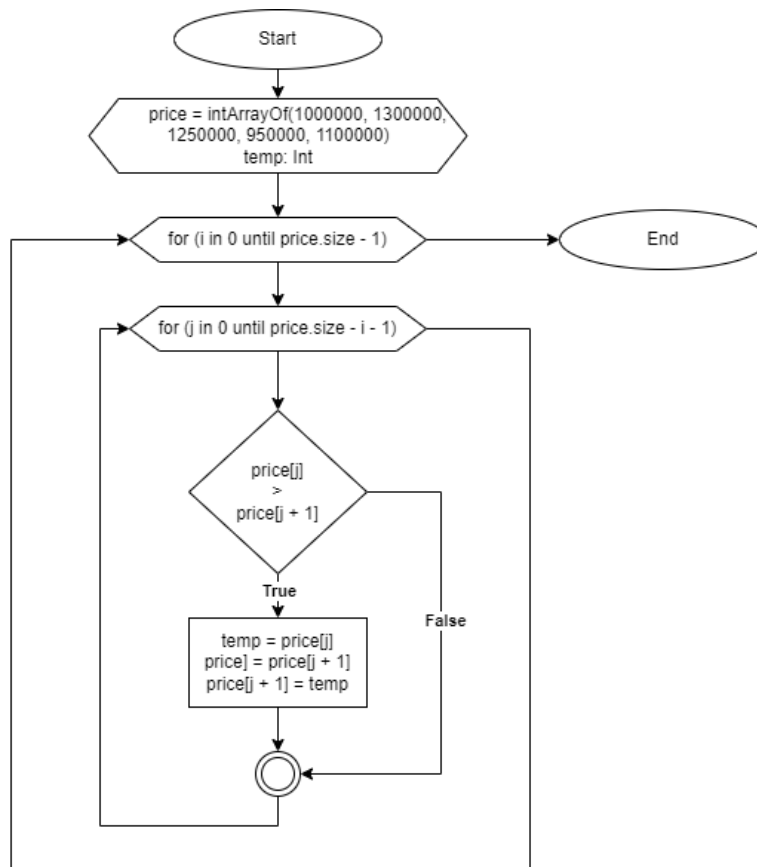 Start
price = intArrayOf(1000000, 1300000,
1250000, 950000, 1100000)
temp: Int
for (i in 0 until price.size - 1)
End
for (j in 0 until price.size - i - 1)
price[j]
>
price[j + 1]
True
False
temp = price[j]
price] = price[j + 1]
price[j + 1] = temp